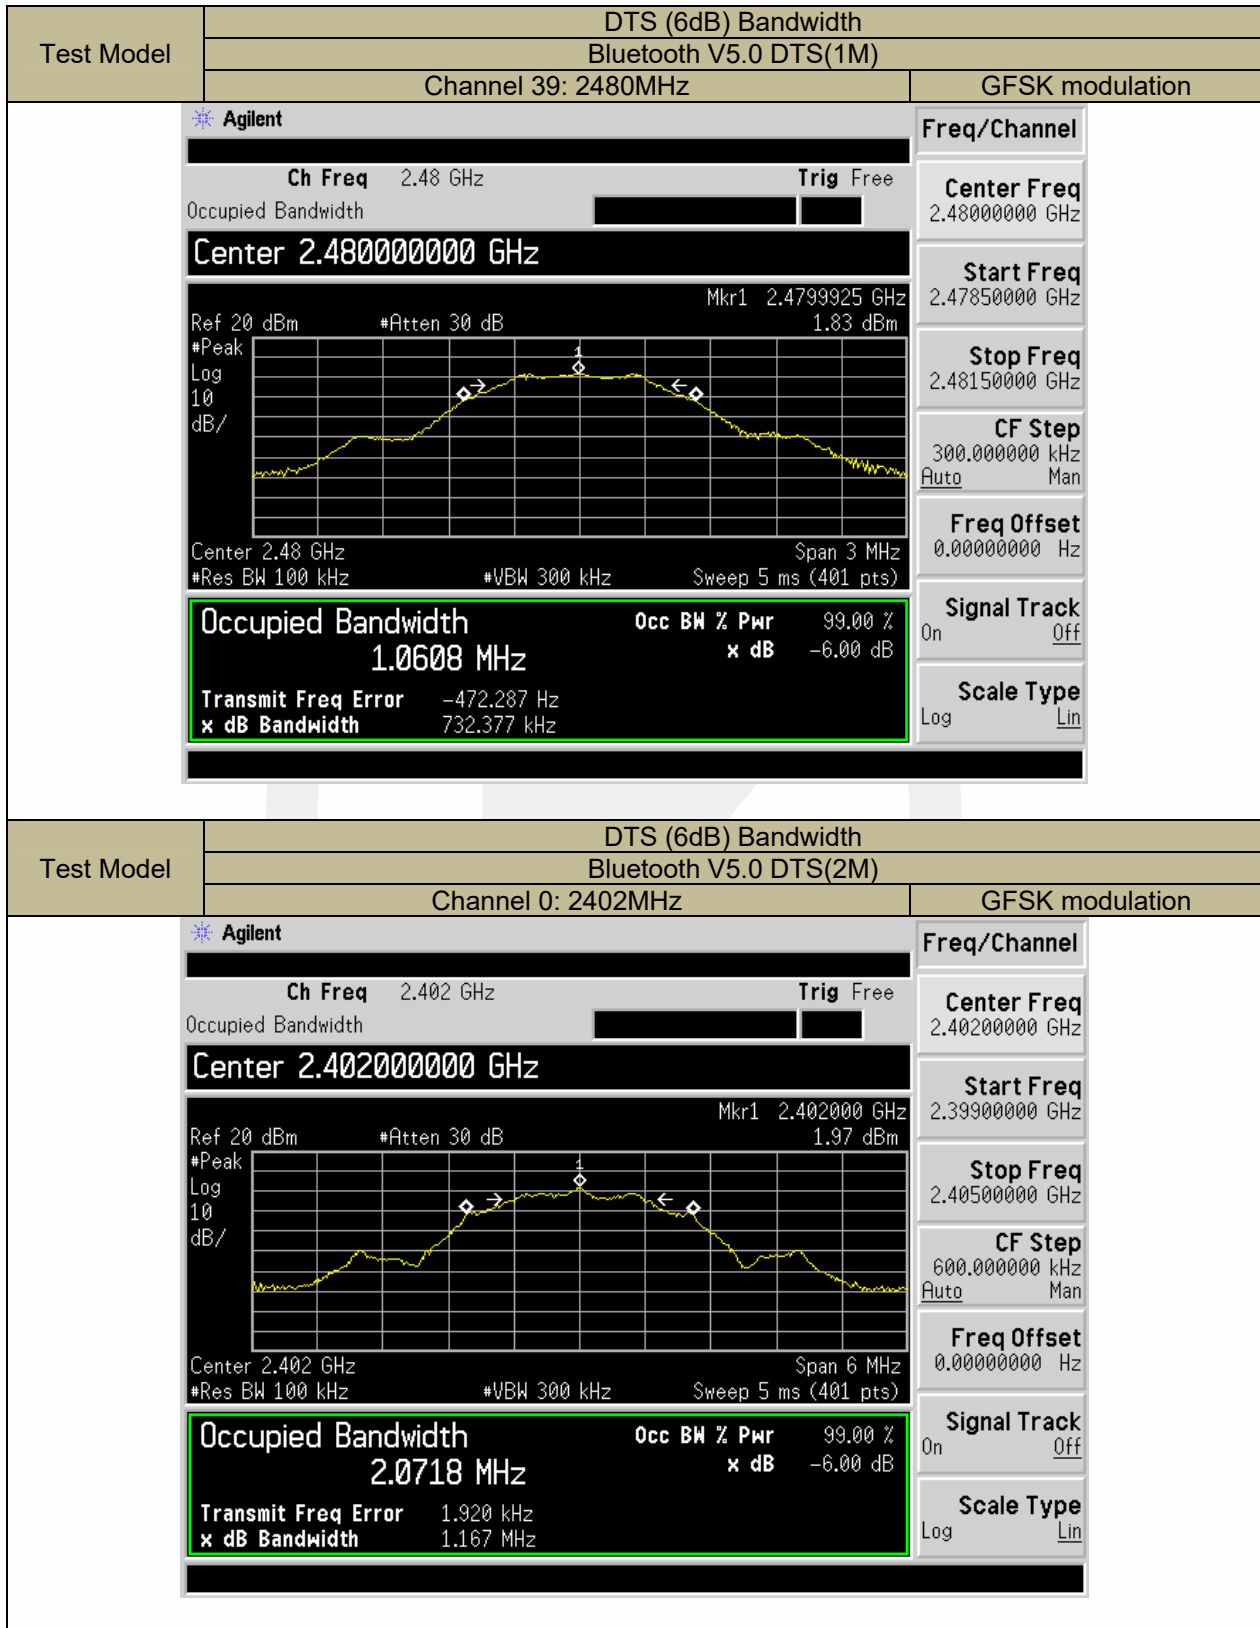 Test Model
DTS (6dB) Bandwidth
Bluetooth V5.0 DTS(1M)
Channel 39: 2480MHz GFSK modulation
Agilent
Freq/Channel
Ch Freq 2.48 GHz Trig Free
Occupied Bandwidth
Center 2.480000000 GHz
Mkr1 2.4799925 GHz
Ref 20 dBm #Atten 30 dB 1.83 dBm
#Peak
Log
10
dB/
1
Center 2.48 GHz Span 3 MHz
#Res BW 100 kHz #VBW 300 kHz Sweep 5 ms (401 pts)
Occupied Bandwidth Occ BW % Pwr 99.00 %
1.0608 MHz x dB -6.00 dB
Transmit Freq Error -472.287 Hz
x dB Bandwidth 732.377 kHz
Center Freq
2.48000000 GHz
Start Freq
2.47850000 GHz
Stop Freq
2.48150000 GHz
CF Step
300.000000 kHz
Auto Man
Freq Offset
0.00000000 Hz
Signal Track
On Off
Scale Type
Log Lin
Test Model
DTS (6dB) Bandwidth
Bluetooth V5.0 DTS(2M)
Channel 0: 2402MHz GFSK modulation
Agilent
Freq/Channel
Ch Freq 2.402 GHz Trig Free
Occupied Bandwidth
Center 2.402000000 GHz
Mkr1 2.402000 GHz
Ref 20 dBm #Atten 30 dB 1.97 dBm
#Peak
Log
10
dB/
1
Center 2.402 GHz Span 6 MHz
#Res BW 100 kHz #VBW 300 kHz Sweep 5 ms (401 pts)
Occupied Bandwidth Occ BW % Pwr 99.00 %
2.0718 MHz x dB -6.00 dB
Transmit Freq Error 1.920 kHz
x dB Bandwidth 1.167 MHz
Center Freq
2.40200000 GHz
Start Freq
2.39900000 GHz
Stop Freq
2.40500000 GHz
CF Step
600.000000 kHz
Auto Man
Freq Offset
0.00000000 Hz
Signal Track
On Off
Scale Type
Log Lin